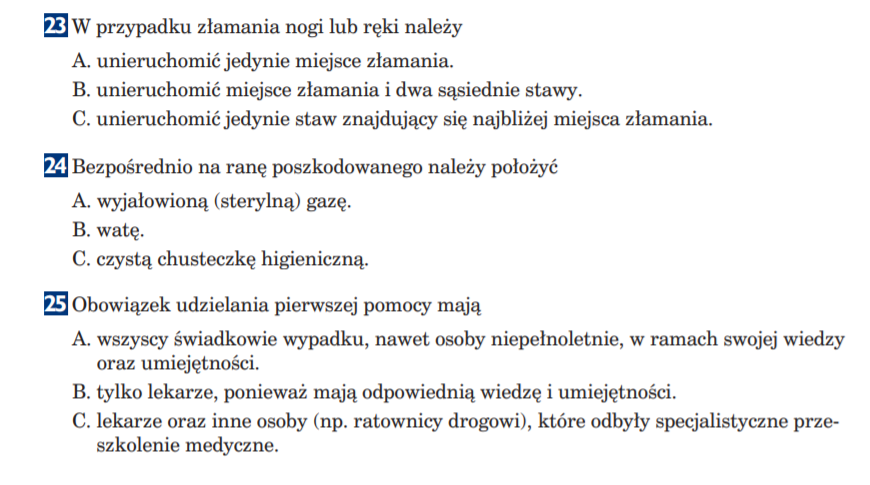 23 W przypadku złamania nogi lub ręki należy
A. unieruchomić jedynie miejsce złamania.
B. unieruchomić miejsce złamania i dwa sąsiednie stawy.
C. unieruchomić jedynie staw znajdujący się najbliżej miejsca złamania.
24 Bezpośrednio na ranę poszkodowanego należy położyć
A. wyjałowioną (sterylną) gazę.
B. watę.
C. czystą chusteczkę higieniczną.
25 Obowiązek udzielania pierwszej pomocy mają
A. wszyscy świadkowie wypadku, nawet osoby niepełnoletnie, w ramach swojej wiedzy
oraz umiejętności.
B. tylko lekarze, ponieważ mają odpowiednią wiedzę i umiejętności.
C. lekarze oraz inne osoby (np. ratownicy drogowi), które odbyły specjalistyczne prze-
szkolenie medyczne.